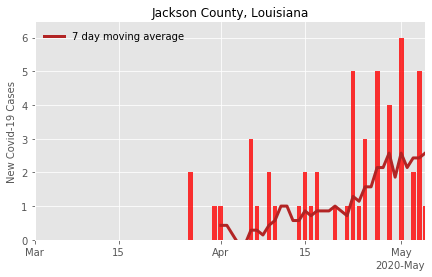 Jackson County, Louisiana
7 day moving average
New Covid-19 Cases
6
5
4
3
2
1
0
Mar
15
Apr
15
May
2020-May